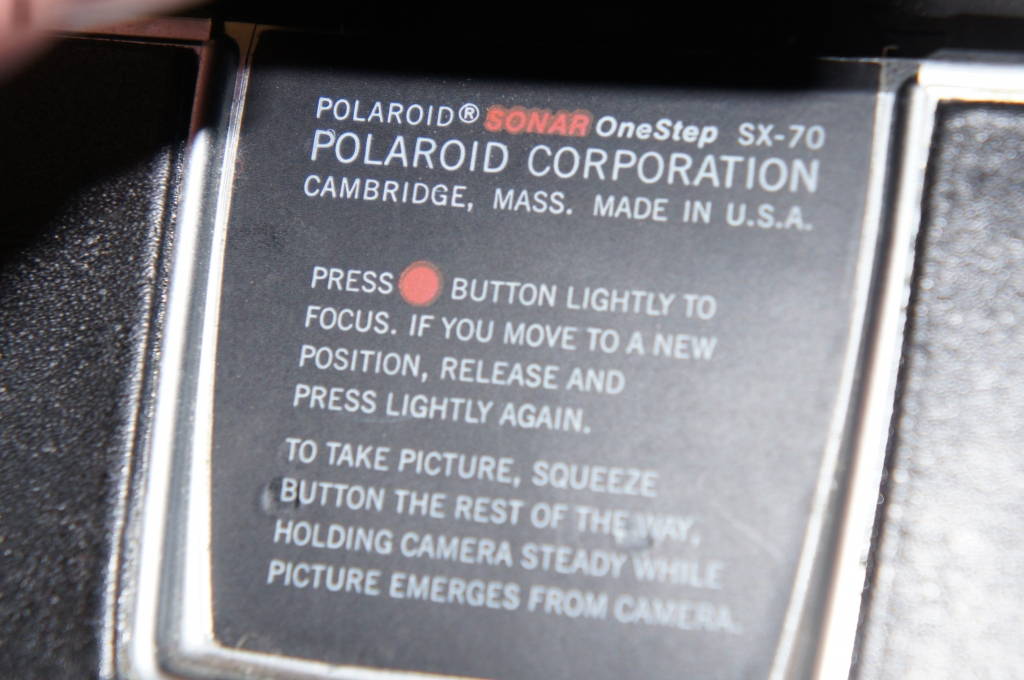 POLAROID® SONAR OneStep SX-70
POLAROID CORPORATION
CAMBRIDGE, MASS. MADE IN U.S.A.
PRESS BUTTON LIGHTLY TO
FOCUS. IF YOU MOVE TO A NEW
POSITION, RELEASE AND
PRESS LIGHTLY AGAIN.
TO TAKE PICTURE, SQUEEZE
BUTTON THE REST OF THE WAY,
HOLDING CAMERA STEADY WHILE
PICTURE EMERGES FROM CAMERA.